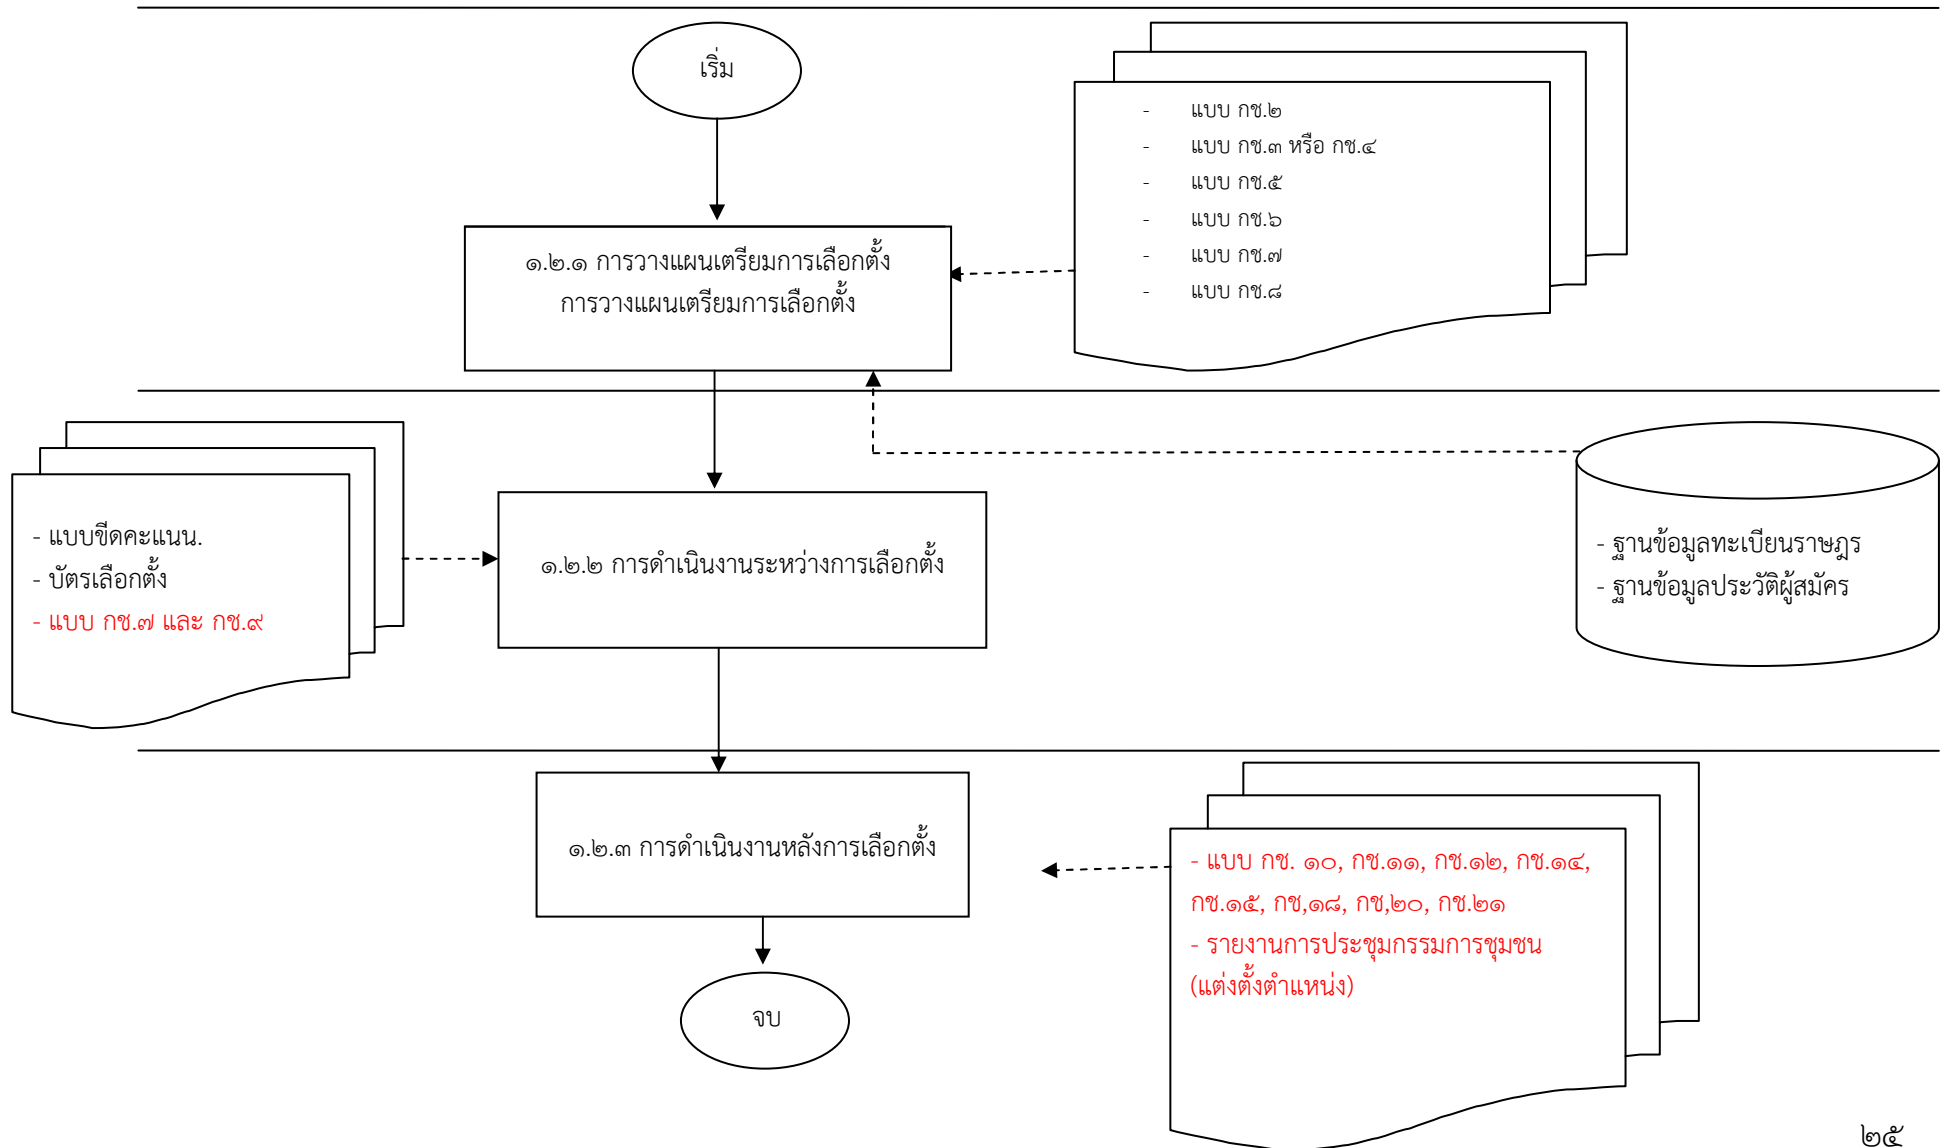 เริ่ม
- แบบ กช.๒
- แบบ กช.๓ หรือ กช.๔
- แบบ กช.๕
- แบบ กช.๖
- แบบ กช.๗
- แบบ กช.๘
๑.๒.๑ การวางแผนเตรียมการเลือกตั้ง
การวางแผนเตรียมการเลือกตั้ง
- แบบขีดคะแนน.
- บัตรเลือกตั้ง
- แบบ กช.๗ และ กช.๙
๑.๒.๒ การดำเนินงานระหว่างการเลือกตั้ง
- ฐานข้อมูลทะเบียนราษฎร
- ฐานข้อมูลประวัติผู้สมัคร
๑.๒.๓ การดำเนินงานหลังการเลือกตั้ง
- แบบ กช. ๑๐, กช.๑๑, กช.๑๒, กช.๑๔,
กช.๑๕, กช,๑๘, กช,๒๐, กช.๒๑
- รายงานการประชุมกรรมการชุมชน
(แต่งตั้งตำแหน่ง)
จบ
๒๕